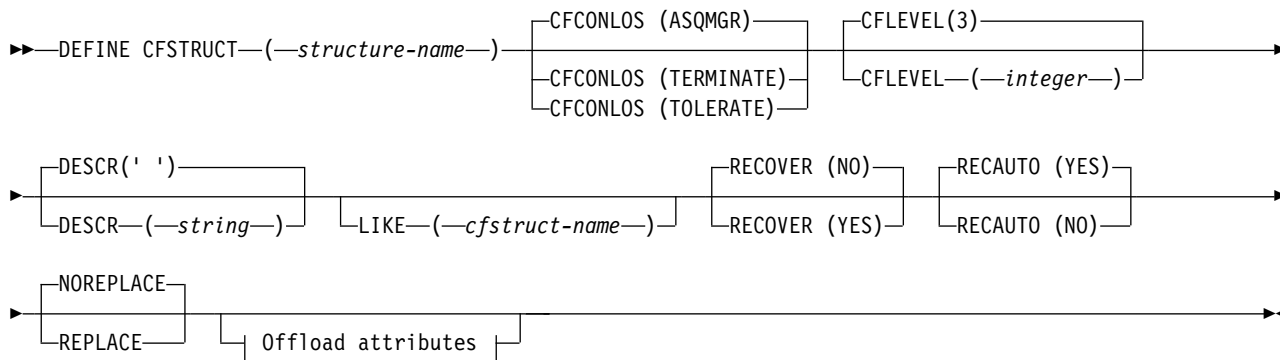 CFCONLOS (ASQMGR) CFLEVEL(3)
DEFINE CFSTRUCT ( structure-name )
CFCONLOS (TERMINATE) CFLEVEL ( integer )
CFCONLOS (TOLERATE)
DESCR(' ') RECOVER (NO) RECAUTO (YES)
DESCR ( string ) LIKE ( cfstruct-name ) RECOVER (YES) RECAUTO (NO)
NOREPLACE
REPLACE Offload attributes